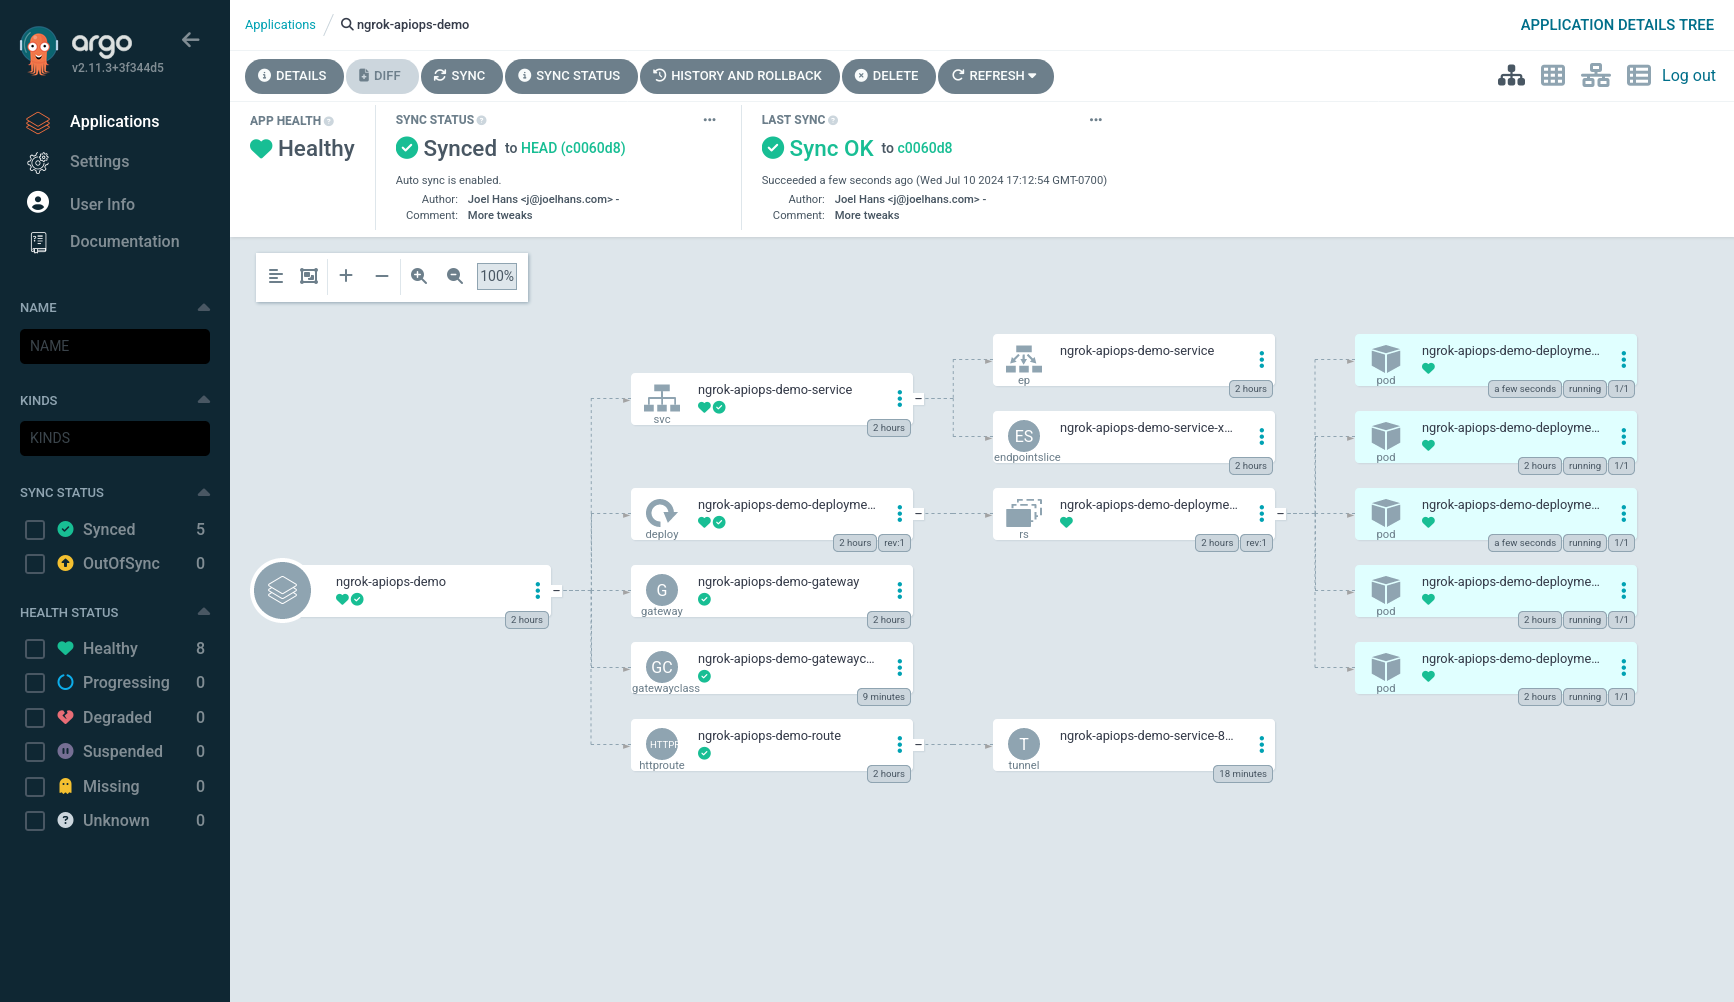 argo
v2.11.3+3f344d5
Applications
Settings
User Info
Documentation
NAME
NAME
KINDS
KINDS
SYNC STATUS
Synced 5
OutOfSync 0
HEALTH STATUS
Healthy 8
Progressing 0
Degraded 0
Suspended 0
Missing 0
Unknown 0
Applications / ngrok-apiops-demo
APPLICATION DETAILS TREE
DETAILS DIFF SYNC SYNC STATUS HISTORY AND ROLLBACK DELETE REFRESH
Log out
APP HEALTH
Healthy
SYNC STATUS
Synced to HEAD (c0060d8)
Auto sync is enabled.
Author: Joel Hans <j@joelhans.com> -
Comment: More tweaks
LAST SYNC
Sync OK to c0060d8
Succeeded a few seconds ago (Wed Jul 10 2024 17:12:54 GMT-0700)
Author: Joel Hans <j@joelhans.com> -
Comment: More tweaks
100%
ngrok-apiops-demo
2 hours
ngrok-apiops-demo-service
svc
2 hours
ngrok-apiops-demo-deployme...
deploy
2 hours rev:1
G
ngrok-apiops-demo-gateway
gateway
2 hours
GC
ngrok-apiops-demo-gatewayc...
gatewayclass
9 minutes
HTTPR
ngrok-apiops-demo-route
httproute
2 hours
ngrok-apiops-demo-service
ep
2 hours
ES
ngrok-apiops-demo-service-x...
endpointslice
2 hours
ngrok-apiops-demo-deployme...
rs
2 hours rev:1
T
ngrok-apiops-demo-service-8...
tunnel
18 minutes
ngrok-apiops-demo-deployme...
pod
a few seconds running 1/1
ngrok-apiops-demo-deployme...
pod
2 hours running 1/1
ngrok-apiops-demo-deployme...
pod
a few seconds running 1/1
ngrok-apiops-demo-deployme...
pod
2 hours running 1/1
ngrok-apiops-demo-deployme...
pod
2 hours running 1/1